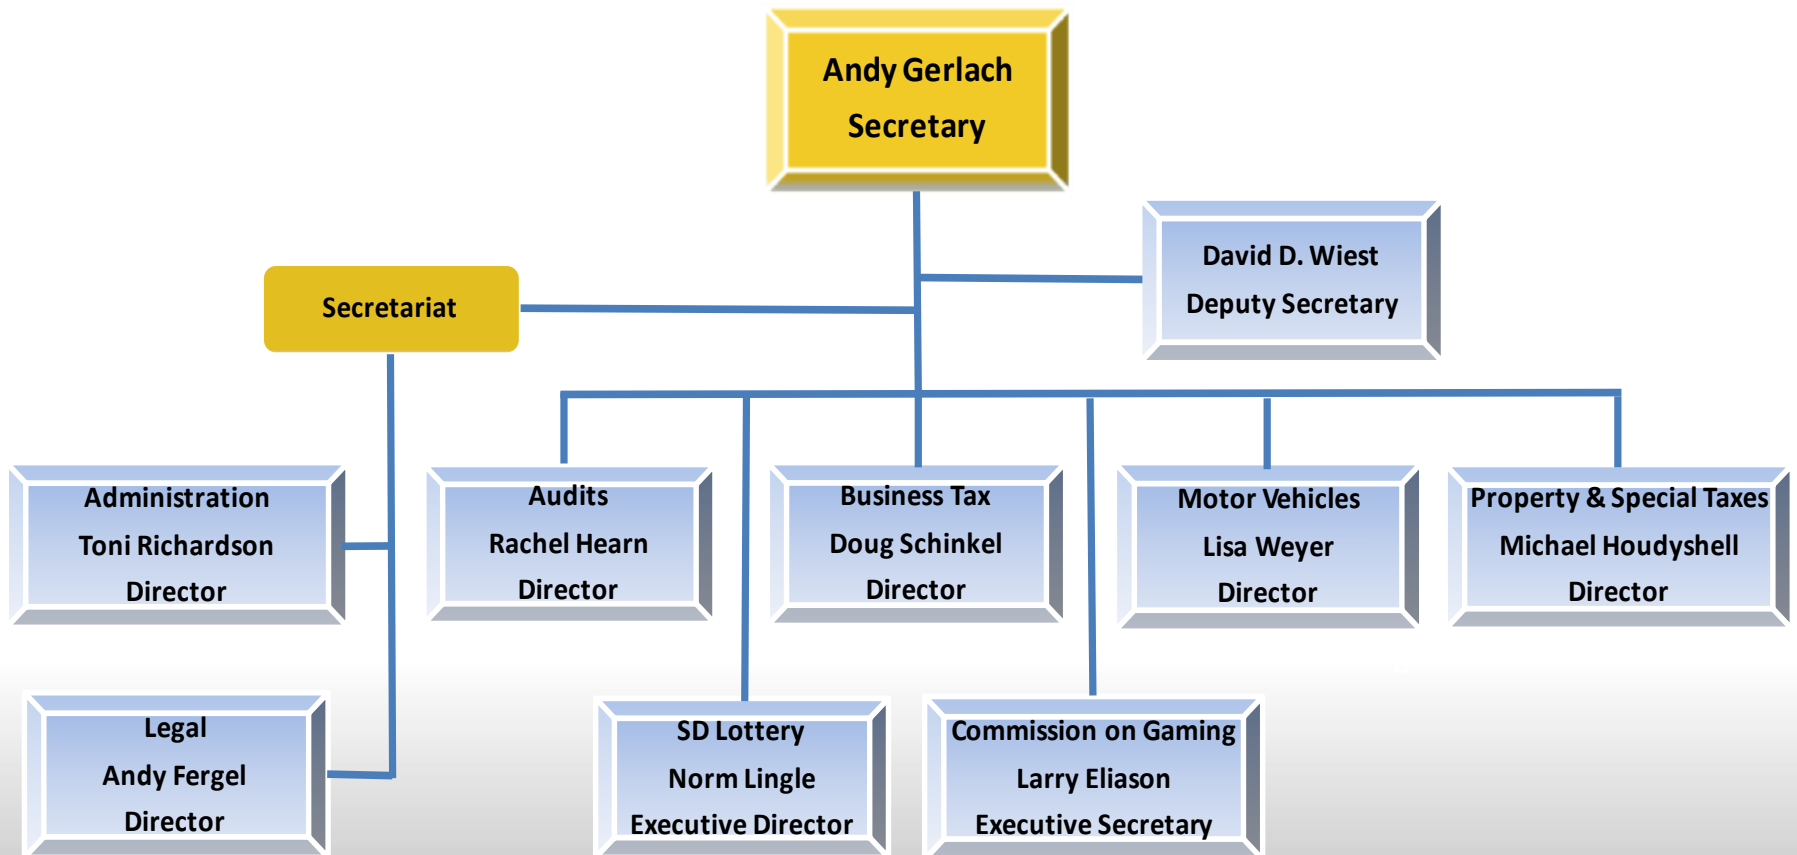 Andy Gerlach
Secretary
David D. Wiest
Deputy Secretary
Secretariat
Administration
Toni Richardson
Director
Audits
Rachel Hearn
Director
Business Tax
Doug Schinkel
Director
Motor Vehicles
Lisa Weyer
Director
Property & Special Taxes
Michael Houdyshell
Director
Legal
Andy Fergel
Director
SD Lottery
Norm Lingle
Executive Director
Commission on Gaming
Larry Eliason
Executive Secretary